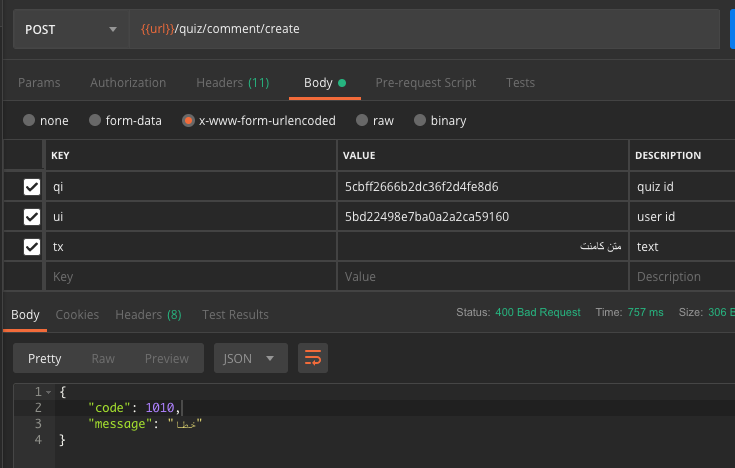 POST {{url}}/quiz/comment/create
Params Authorization Headers (11) Body Pre-request Script Tests
none form-data x-www-form-urlencoded raw binary
KEY VALUE DESCRIPTION
qi 5cbff2666b2dc36f2d4fe8d6 quiz id
ui 5bd22498e7ba0a2a2ca59160 user id
tx متن کامنت text
Key Value Description
Body Cookies Headers (8) Test Results Status: 400 Bad Request Time: 757 ms Size: 306
Pretty Raw Preview JSON
1 {
2 "code": 1010,
3 "message": "خطا"
4 }